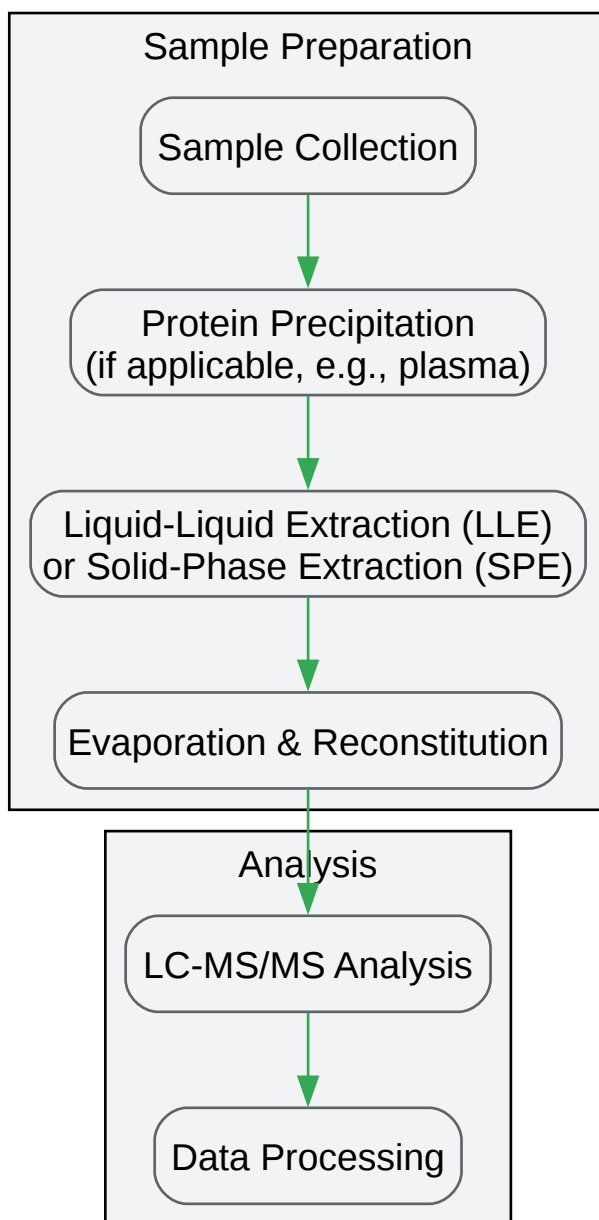 Sample Preparation
Sample Collection
Protein Precipitation
(if applicable, e.g., plasma)
Liquid-Liquid Extraction (LLE)
or Solid-Phase Extraction (SPE)
Evaporation & Reconstitution
Analysis
LC-MS/MS Analysis
Data Processing